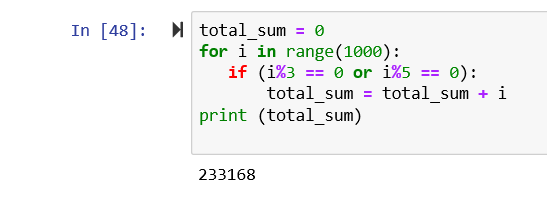 In [48]:
total_sum = 0
for i in range(1000):
   if (i%3 == 0 or i%5 == 0):
       total_sum = total_sum + i
print (total_sum)
233168